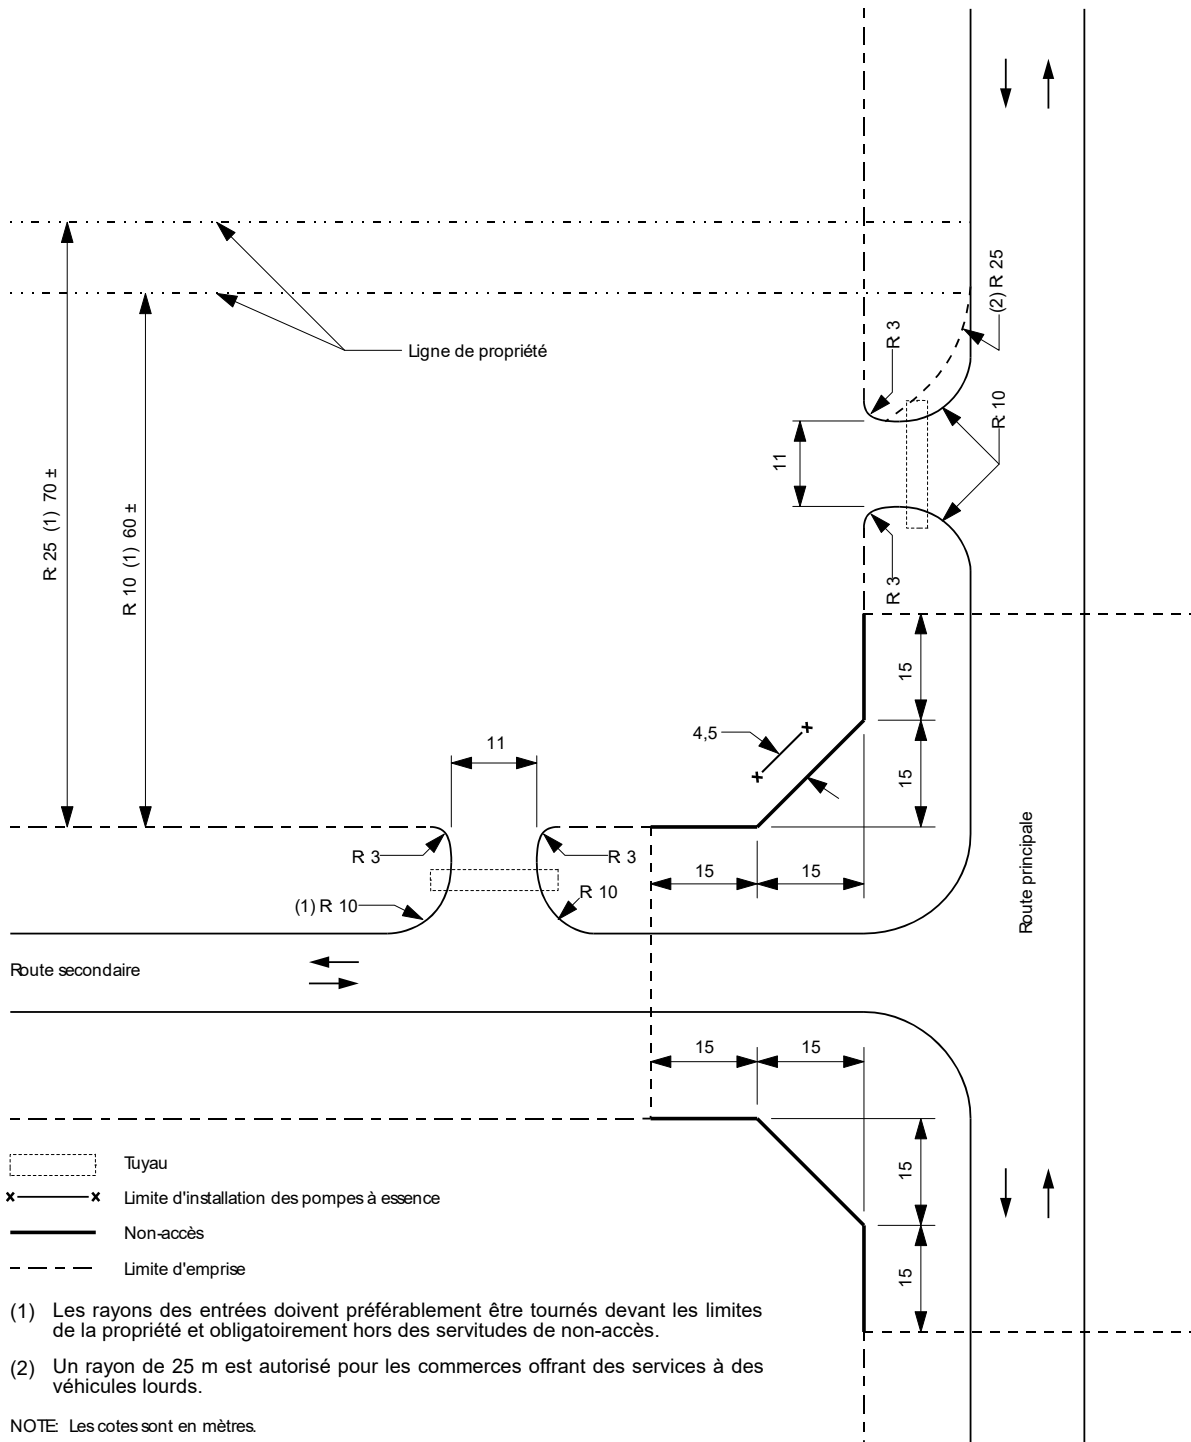 (2) R 25
R 3
Ligne de propriété
R 10
11
R 25 (1) 70 ±
R 10 (1) 60 ±
R 3
15
4,5
11
15
R 3
R 3
15
15
(1) R 10
R 10
Route principale
Route secondaire
15
15
15
15
Tuyau
Limite d'installation des pompes à essence
Non-accès
Limite d'emprise
(1) Les rayons des entrées doivent préférablement être tournés devant les limites
de la propriété et obligatoirement hors des servitudes de non-accès.
(2) Un rayon de 25 m est autorisé pour les commerces offrant des services à des
véhicules lourds.
NOTE: Les cotes sont en mètres.